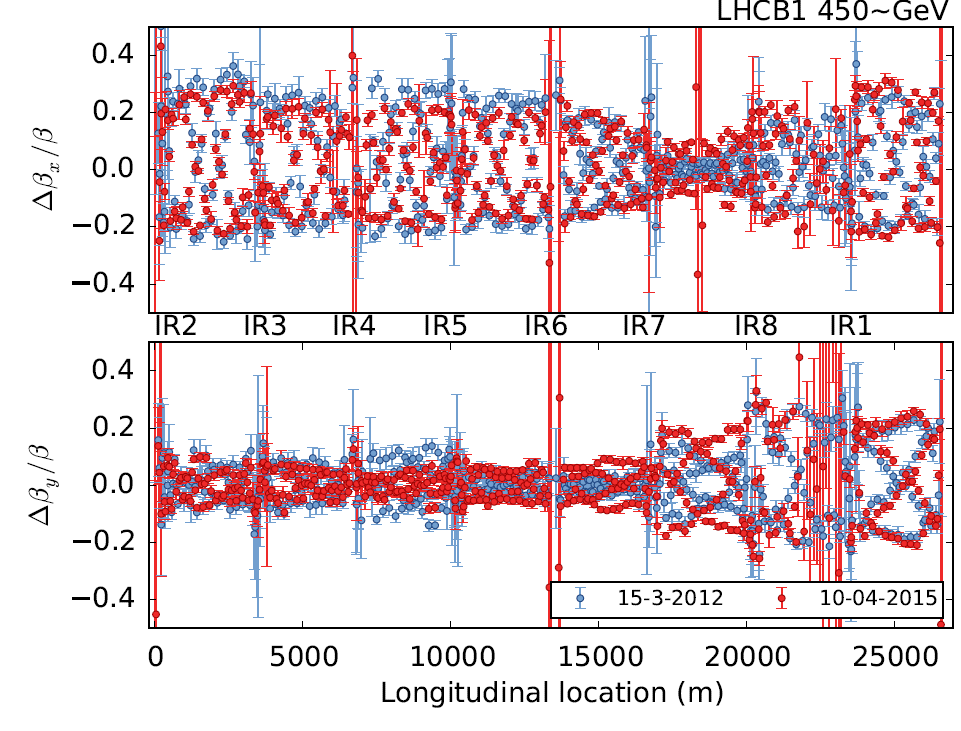 LHCB1 450~GeV
0.4
0.2
0.0
−0.2
−0.4
Δβx/β
IR2 IR3 IR4 IR5 IR6 IR7 IR8 IR1
0.4
0.2
0.0
−0.2
−0.4
Δβy/β
15-3-2012 10-04-2015
0 5000 10000 15000 20000 25000
Longitudinal location (m)